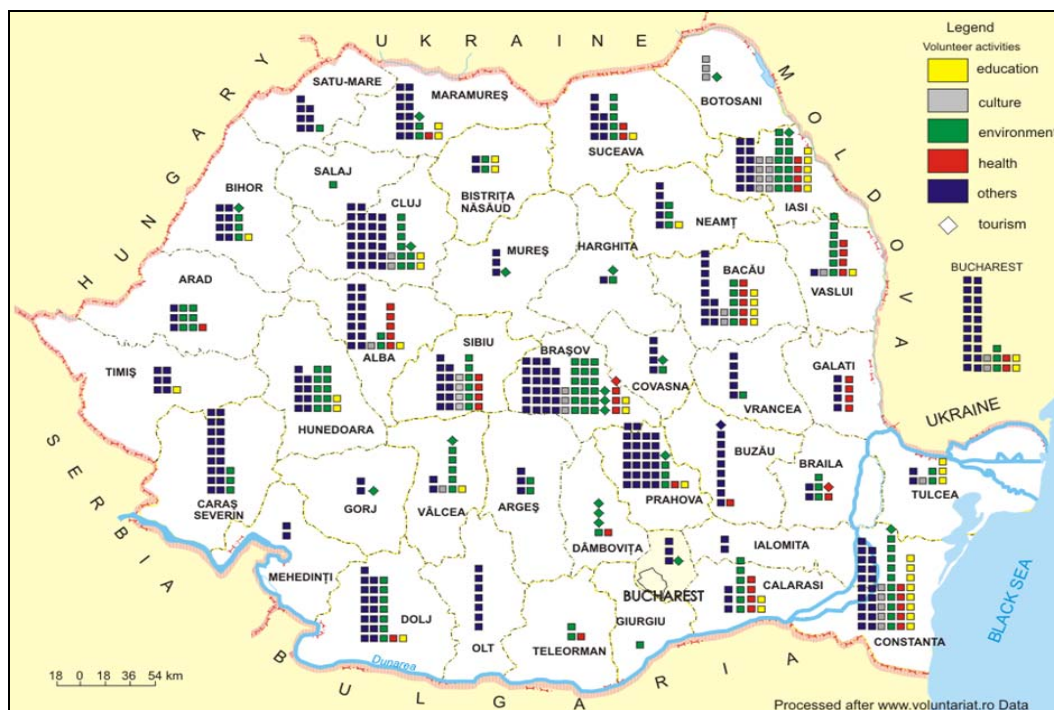 HUNGARY
UKRAINE
MOLDOVA
SERBIA
BULGARIA
UKRAINE
BLACK SEA
Dunarea
Legend
Volunteer activities
education
culture
environment
health
others
tourism
BUCHAREST
SATU-MARE
MARAMUREŞ
SUCEAVA
BOTOSANI
SALAJ
BIHOR
CLUJ
BISTRIŢA
NĂSĂUD
NEAMŢ
IASI
MUREŞ
HARGHITA
BACĂU
VASLUI
ARAD
ALBA
SIBIU
BRAŞOV
COVASNA
VRANCEA
GALATI
TIMIŞ
HUNEDOARA
CARAŞ
SEVERIN
GORJ
VÂLCEA
ARGEŞ
DÂMBOVIŢA
PRAHOVA
BUZĂU
BRAILA
TULCEA
MEHEDINŢI
DOLJ
OLT
TELEORMAN
GIURGIU
BUCHAREST
IALOMITA
CALARASI
CONSTANTA
18 0 18 36 54 km
Processed after www.voluntariat.ro Data